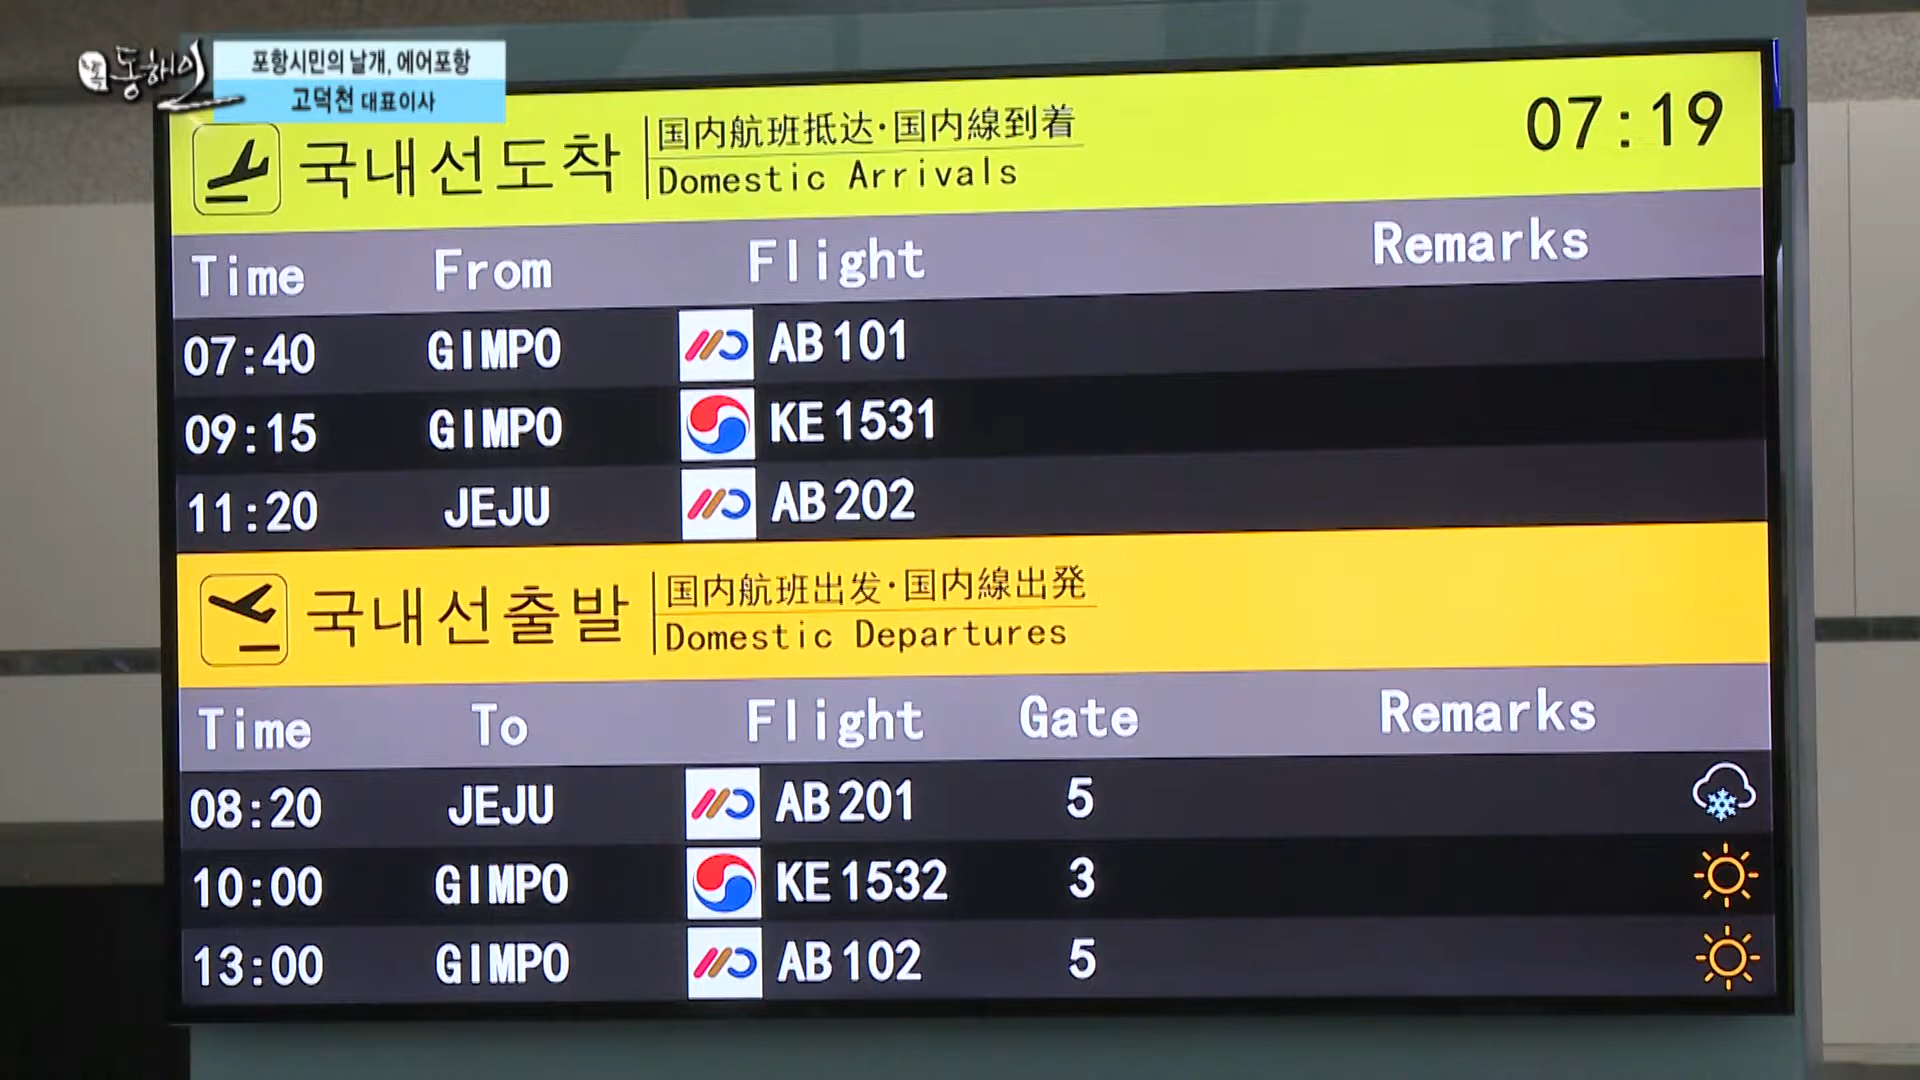 동해인
포항시민의 날개, 에어포항
고덕천 대표이사
국내선도착
国内航班抵达·国内線到着
Domestic Arrivals
07:19
Time From Flight Remarks
07:40 GIMPO AB 101
09:15 GIMPO KE 1531
11:20 JEJU AB 202
국내선출발
国内航班出发·国内線出発
Domestic Departures
Time To Flight Gate Remarks
08:20 JEJU AB 201 5
10:00 GIMPO KE 1532 3
13:00 GIMPO AB 102 5